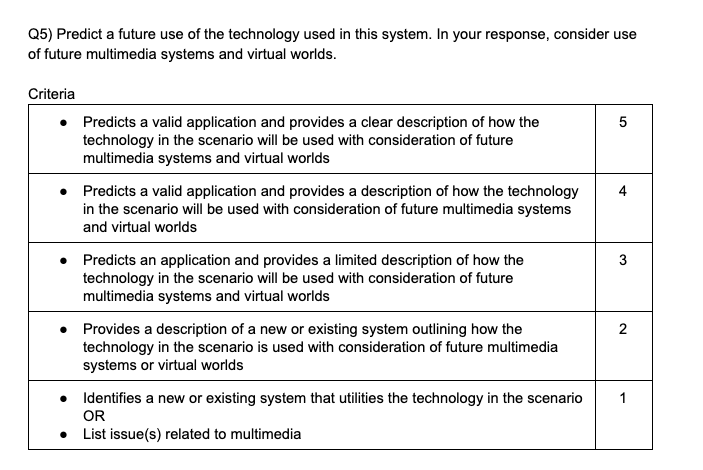 Q5) Predict a future use of the technology used in this system. In your response, consider use
of future multimedia systems and virtual worlds.
Criteria
● Predicts a valid application and provides a clear description of how the
technology in the scenario will be used with consideration of future
multimedia systems and virtual worlds
5
● Predicts a valid application and provides a description of how the technology
in the scenario will be used with consideration of future multimedia systems
and virtual worlds
4
● Predicts an application and provides a limited description of how the
technology in the scenario will be used with consideration of future
multimedia systems and virtual worlds
3
● Provides a description of a new or existing system outlining how the
technology in the scenario is used with consideration of future multimedia
systems or virtual worlds
2
● Identifies a new or existing system that utilities the technology in the scenario
OR
● List issue(s) related to multimedia
1